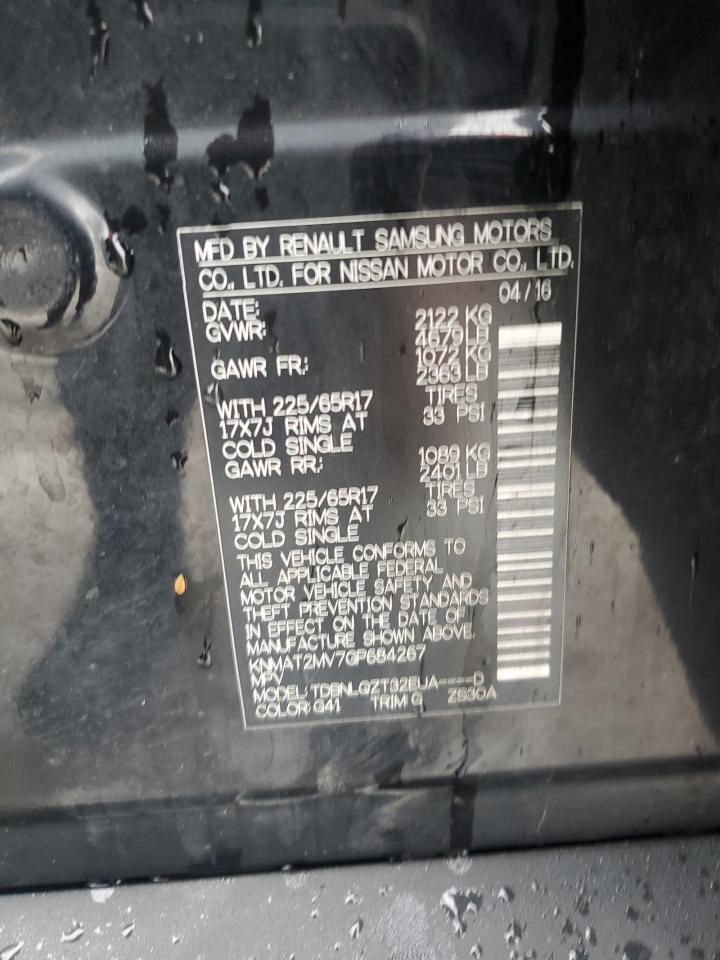 MFD BY RENAULT SAMSUNG MOTORS
CO., LTD. FOR NISSAN MOTOR CO., LTD.
DATE: 04/16
GVWR: 2122 KG
4679 LB
GAWR FR.: 1072 KG
2363 LB
WITH 225/65R17 TIRES
17X7J RIMS AT 33 PSI
COLD SINGLE
GAWR RR.: 1089 KG
2401 LB
WITH 225/65R17 TIRES
17X7J RIMS AT 33 PSI
COLD SINGLE
THIS VEHICLE CONFORMS TO
ALL APPLICABLE FEDERAL
MOTOR VEHICLE SAFETY AND
THEFT PREVENTION STANDARDS
IN EFFECT ON THE DATE OF
MANUFACTURE SHOWN ABOVE.
KNMAT2MV7GP684267
MPV
MODEL: TDBNLGZT32EUA----D
COLOR: G41 TRIM G ZS30A